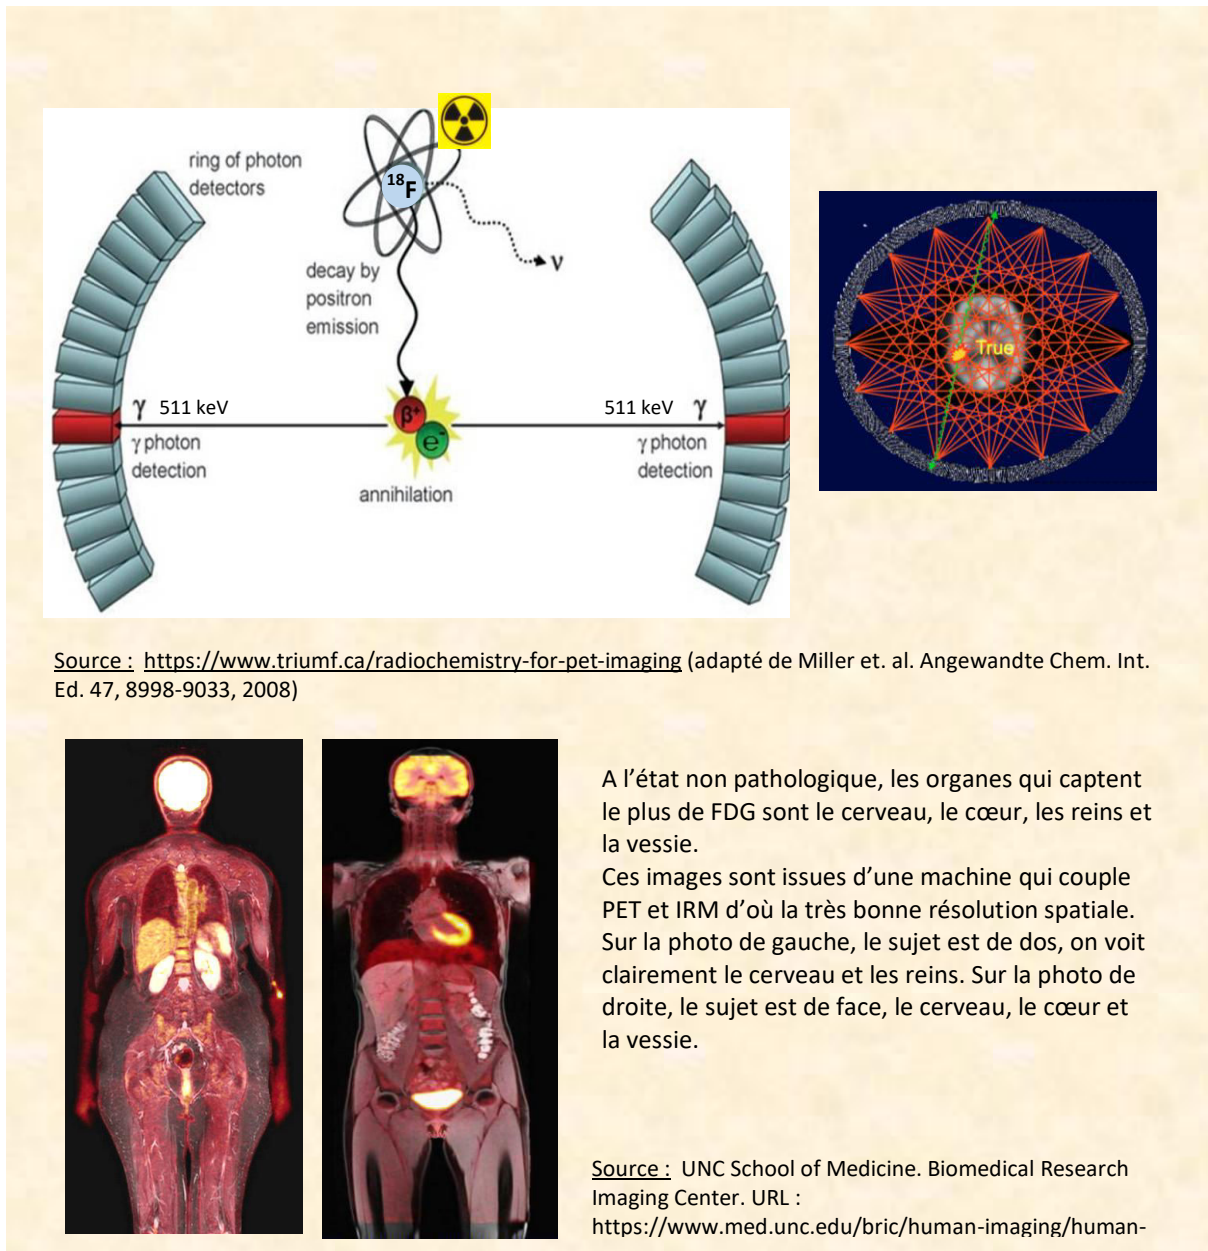 ring of photon
detectors
18F
decay by
positron
emission
ν
γ 511 keV
511 keV γ
β+
e-
γ photon
detection
γ photon
detection
annihilation
True
Source : https://www.triumf.ca/radiochemistry-for-pet-imaging (adapté de Miller et. al. Angewandte Chem. Int.
Ed. 47, 8998-9033, 2008)
A l’état non pathologique, les organes qui captent
le plus de FDG sont le cerveau, le cœur, les reins et
la vessie.
Ces images sont issues d’une machine qui couple
PET et IRM d’où la très bonne résolution spatiale.
Sur la photo de gauche, le sujet est de dos, on voit
clairement le cerveau et les reins. Sur la photo de
droite, le sujet est de face, le cerveau, le cœur et
la vessie.
Source : UNC School of Medicine. Biomedical Research
Imaging Center. URL :
https://www.med.unc.edu/bric/human-imaging/human-